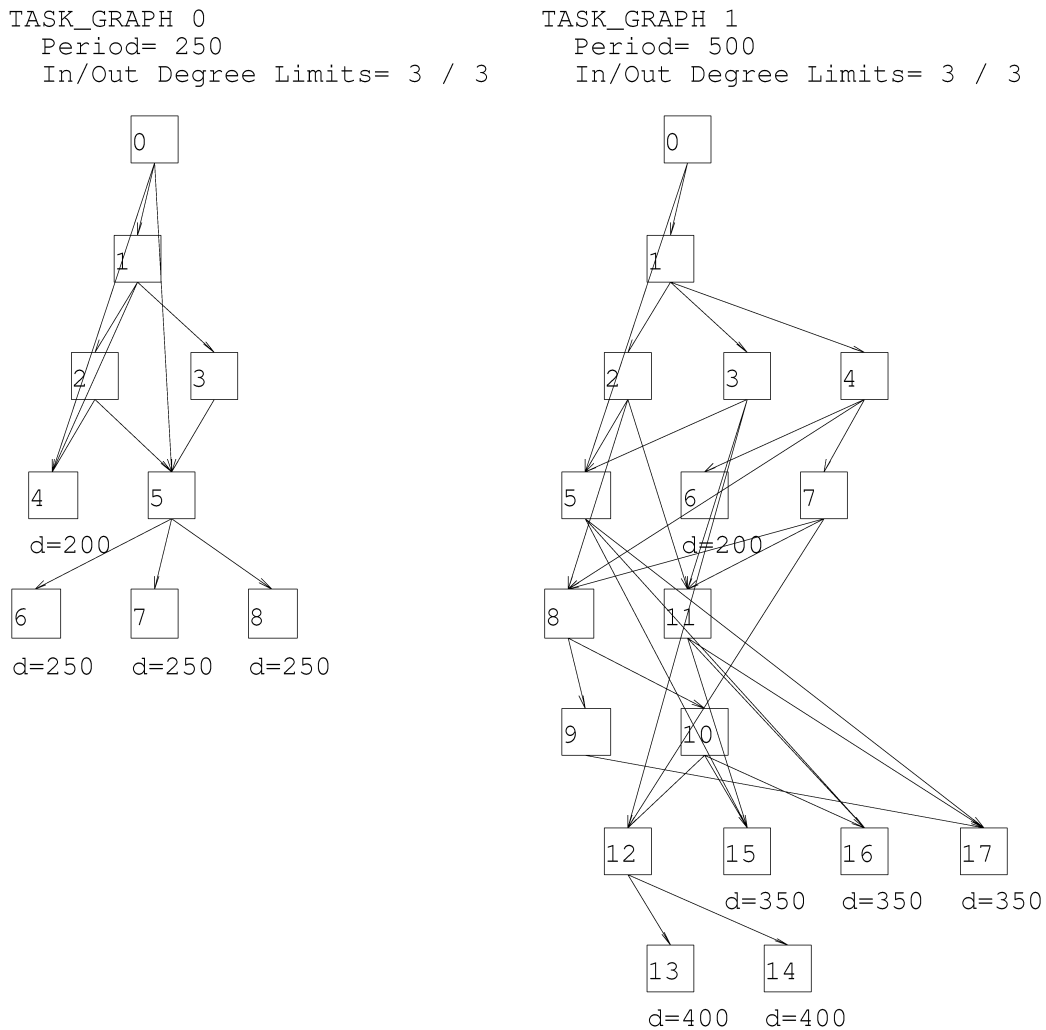 TASK_GRAPH 0
Period= 250
In/Out Degree Limits= 3 / 3
0
1
2 3
4 5
d=200
6 7 8
d=250 d=250 d=250
TASK_GRAPH 1
Period= 500
In/Out Degree Limits= 3 / 3
0
1
2 3 4
5 6 7
d=200
8 11
9 10
12 15 16 17
d=350 d=350 d=350
13 14
d=400 d=400